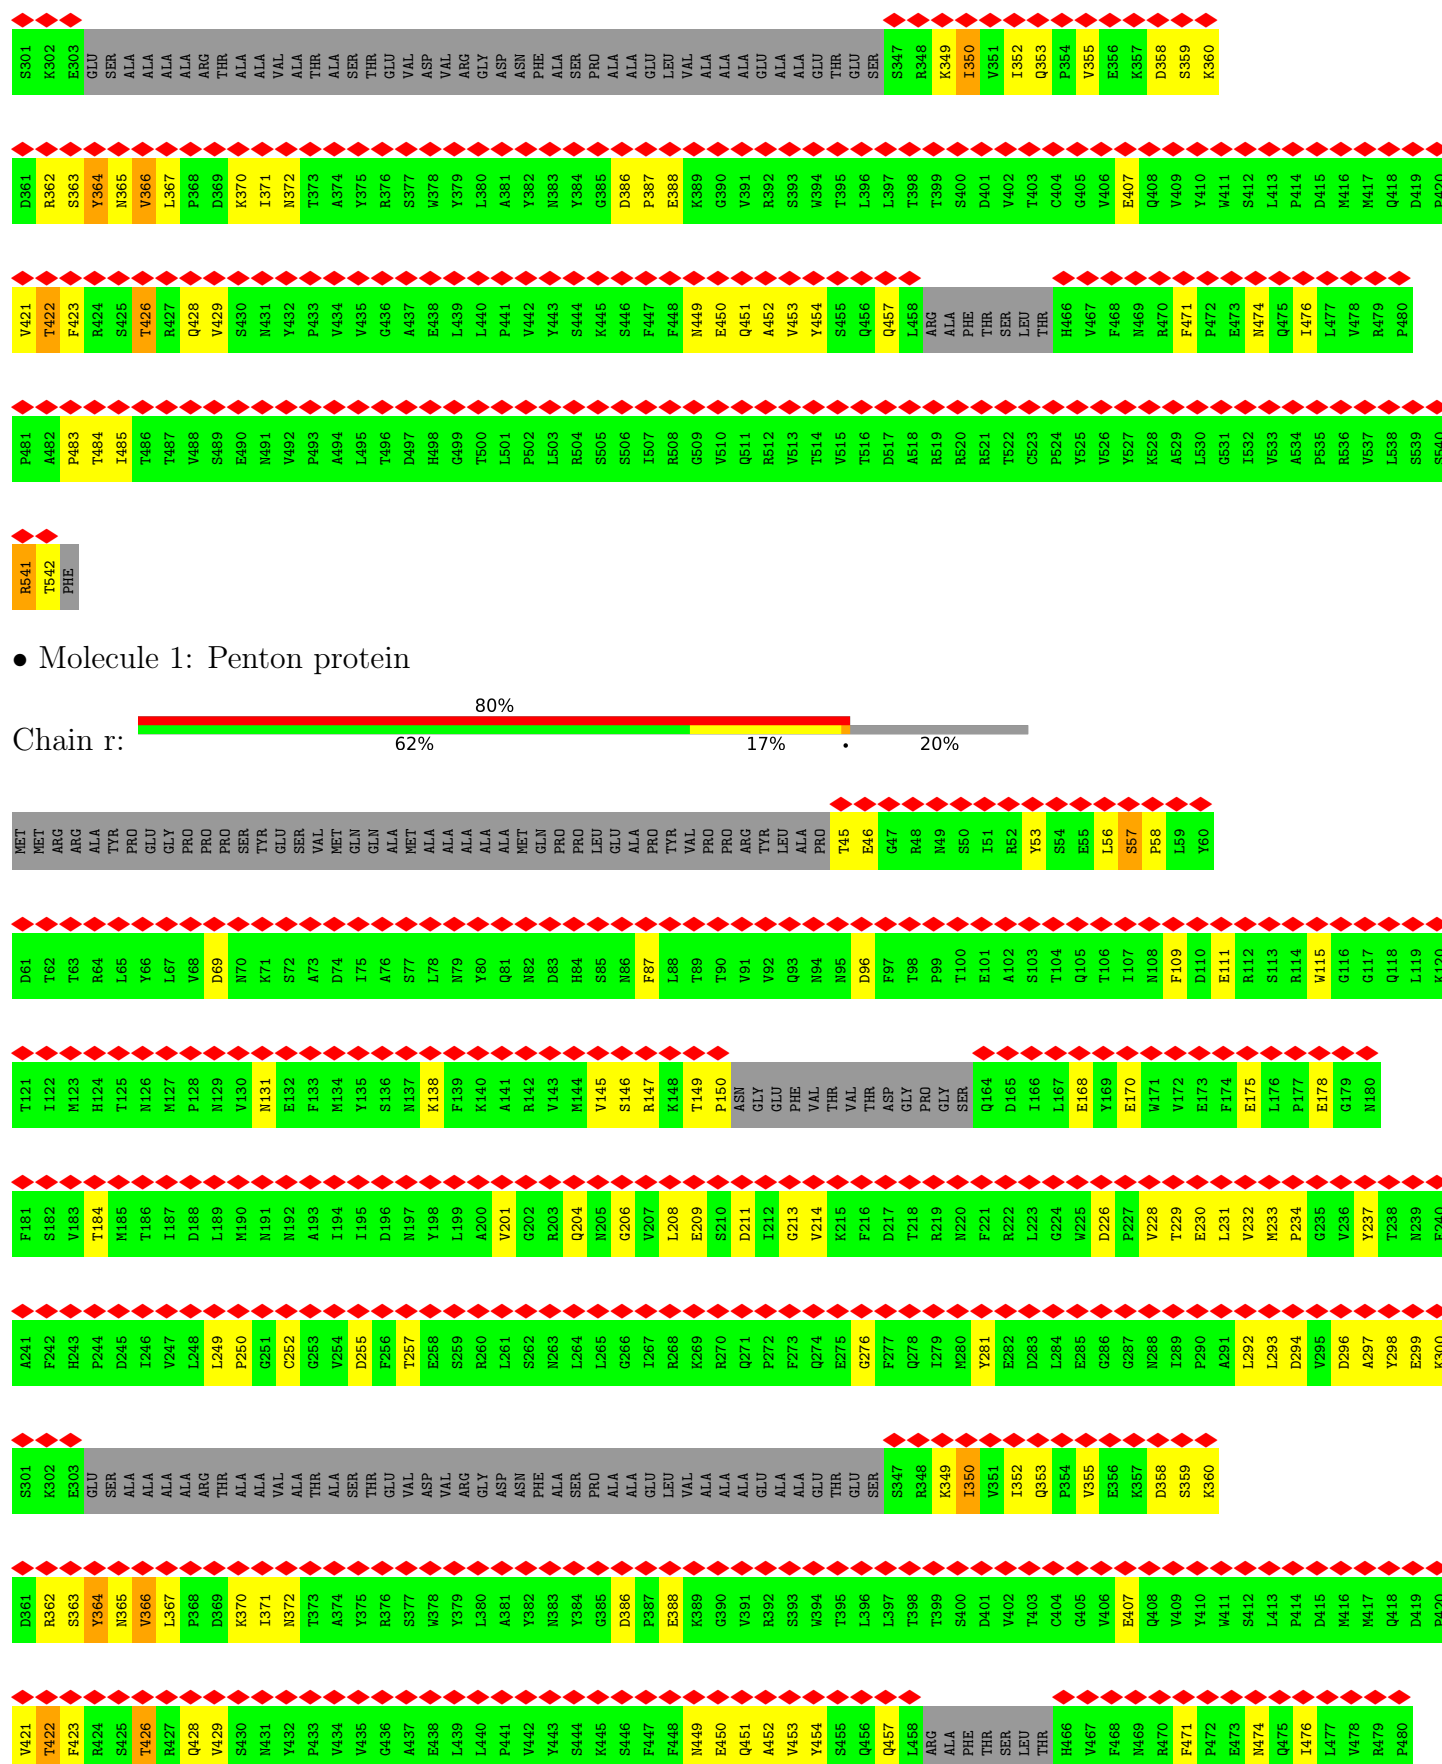 S301 K302 E303 GLU SER ALA ALA ALA ALA ARG THR ALA ALA VAL ALA THR ALA SER THR GLU VAL ASP VAL ARG GLY ASP ASN PHE ALA SER PRO ALA ALA GLU LEU VAL ALA ALA ALA GLU ALA ALA GLU THR GLU SER S347 R348 K349 I350 V351 I352 Q353 P354 V355 E356 K357 D358 S359 K360
D361 R362 S363 Y364 N365 V366 L367 P368 D369 K370 I371 N372 T373 A374 Y375 R376 S377 W378 Y379 L380 A381 Y382 N383 Y384 G385 D386 P387 E388 K389 G390 V391 R392 S393 W394 T395 L396 L397 T398 T399 S400 D401 V402 T403 C404 G405 V406 E407 Q408 V409 Y410 W411 S412 L413 P414 D415 M416 M417 Q418 D419 P420
V421 T422 F423 R424 S425 T426 R427 Q428 V429 S430 N431 Y432 P433 V434 V435 G436 A437 E438 L439 L440 P441 V442 Y443 S444 K445 S446 F447 F448 N449 E450 Q451 A452 V453 Y454 S455 Q456 Q457 L458 ARG ALA PHE THR SER LEU THR H466 V467 F468 N469 R470 F471 P472 E473 N474 Q475 I476 L477 V478 R479 P480
P481 A482 P483 T484 I485 T486 T487 V488 S489 E490 N491 V492 P493 A494 L495 T496 D497 H498 G499 T500 L501 P502 L503 R504 S505 S506 I507 R508 G509 V510 Q511 R512 V513 T514 V515 T516 D517 A518 R519 R520 R521 T522 C523 P524 Y525 V526 Y527 K528 A529 L530 G531 I532 V533 A534 P535 R536 V537 L538 S539 S540
R541 T542 PHE
• Molecule 1: Penton protein
80%
Chain r:
62% 17% • 20%
MET MET ARG ARG ALA TYR PRO GLU GLY PRO PRO PRO SER TYR GLU SER VAL MET GLN GLN ALA MET ALA ALA ALA ALA ALA MET GLN PRO PRO LEU GLU ALA PRO TYR VAL PRO PRO ARG TYR LEU ALA PRO T45 E46 G47 R48 N49 S50 I51 R52 Y53 S54 E55 L56 S57 P58 L59 Y60
D61 T62 T63 R64 L65 Y66 L67 V68 D69 N70 K71 S72 A73 D74 I75 A76 S77 L78 N79 Y80 Q81 N82 D83 H84 S85 N86 F87 L88 T89 T90 V91 V92 Q93 N94 N95 D96 F97 T98 P99 T100 E101 A102 S103 T104 Q105 T106 I107 N108 F109 D110 E111 R112 S113 R114 W115 G116 G117 Q118 L119 K120
T121 I122 M123 H124 T125 N126 M127 P128 N129 V130 N131 E132 F133 M134 Y135 S136 N137 K138 F139 K140 A141 R142 V143 M144 V145 S146 R147 K148 T149 P150 ASN GLY GLU PHE VAL THR VAL THR ASP GLY PRO GLY SER Q164 D165 I166 L167 E168 Y169 E170 W171 V172 E173 F174 E175 L176 P177 E178 G179 N180
F181 S182 V183 T184 M185 T186 I187 D188 L189 M190 N191 N192 A193 I194 I195 D196 N197 Y198 L199 A200 V201 G202 R203 Q204 N205 G206 V207 L208 E209 S210 D211 I212 G213 V214 K215 F216 D217 T218 R219 N220 F221 R222 L223 G224 W225 D226 P227 V228 T229 E230 L231 V232 M233 P234 G235 V236 Y237 T238 N239 E240
A241 F242 H243 P244 D245 I246 V247 L248 L249 P250 G251 C252 G253 V254 D255 F256 T257 E258 S259 R260 L261 S262 N263 L264 L265 G266 I267 R268 K269 R270 Q271 P272 F273 Q274 E275 G276 F277 Q278 I279 M280 Y281 E282 D283 L284 E285 G286 G287 N288 I289 P290 A291 L292 L293 D294 V295 D296 A297 Y298 E299 K300
S301 K302 E303 GLU SER ALA ALA ALA ALA ARG THR ALA ALA VAL ALA THR ALA SER THR GLU VAL ASP VAL ARG GLY ASP ASN PHE ALA SER PRO ALA ALA GLU LEU VAL ALA ALA ALA GLU ALA ALA GLU THR GLU SER S347 R348 K349 I350 V351 I352 Q353 P354 V355 E356 K357 D358 S359 K360
D361 R362 S363 Y364 N365 V366 L367 P368 D369 K370 I371 N372 T373 A374 Y375 R376 S377 W378 Y379 L380 A381 Y382 N383 Y384 G385 D386 P387 E388 K389 G390 V391 R392 S393 W394 T395 L396 L397 T398 T399 S400 D401 V402 T403 C404 G405 V406 E407 Q408 V409 Y410 W411 S412 L413 P414 D415 M416 M417 Q418 D419 P420
V421 T422 F423 R424 S425 T426 R427 Q428 V429 S430 N431 Y432 P433 V434 V435 G436 A437 E438 L439 L440 P441 V442 Y443 S444 K445 S446 F447 F448 N449 E450 Q451 A452 V453 Y454 S455 Q456 Q457 L458 ARG ALA PHE THR SER LEU THR H466 V467 F468 N469 R470 F471 P472 E473 N474 Q475 I476 L477 V478 R479 P480